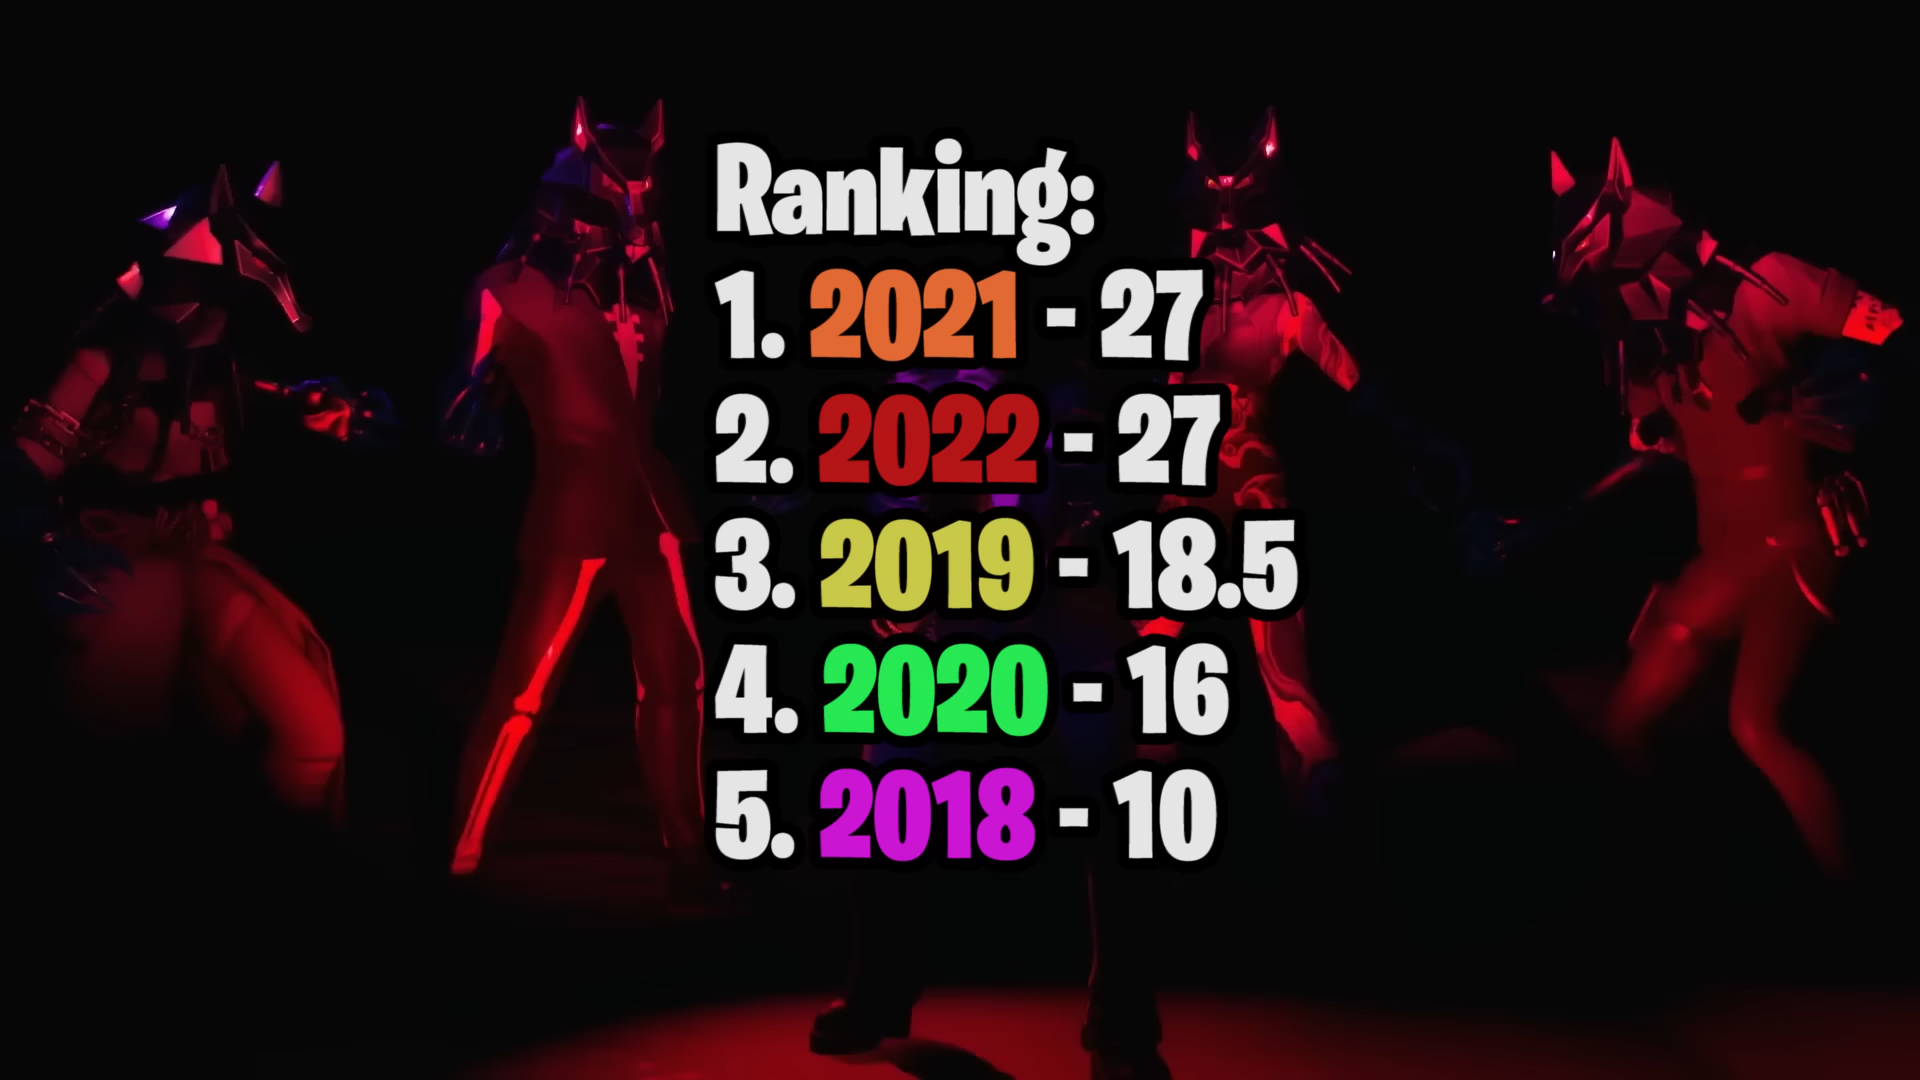 Ranking:
1. 2021 - 27
2. 2022 - 27
3. 2019 - 18.5
4. 2020 - 16
5. 2018 - 10